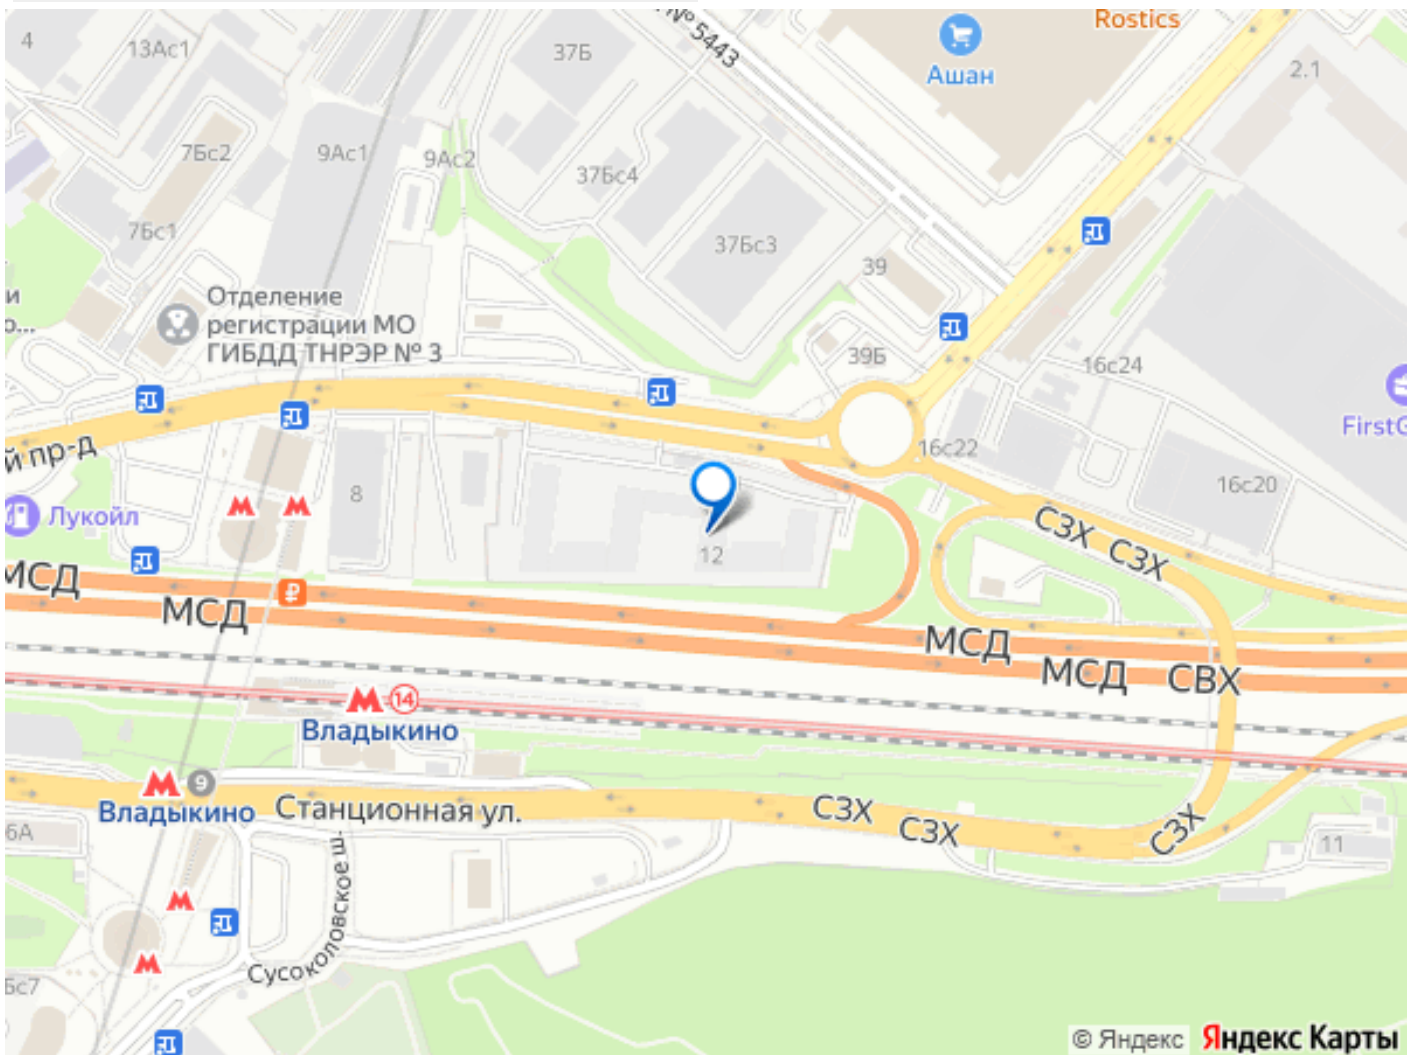 Rostics
№ 5443
4
13Ас1
37Б
Ашан
2.1
7Бс2
9Ас1
9Ас2
37Бс4
7Бс1
37Бс3
39
и
о...
Отделение
регистрации МО
ГИБДД ТНРЭР № 3
39Б
16с24
й пр-д
16с22
FirstG
8
16с20
Лукойл
12
СЗХ
СЗХ
МСД
МСД
МСД
МСД
СВХ
14
Владыкино
9
Владыкино
Станционная ул.
СЗХ
СЗХ
СЗХ
6А
11
Сусоколовское ш.
6с7
© Яндекс Яндекс Карты